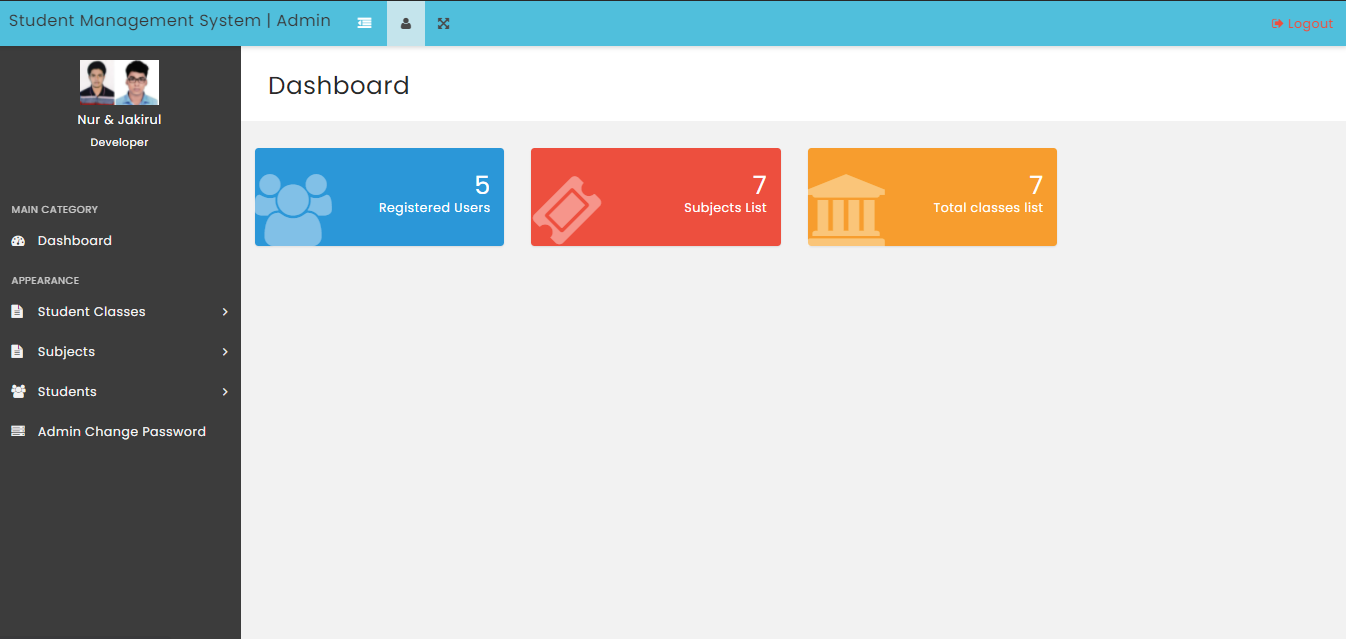 Student Management System | Admin
Logout
Nur & Jakirul
Developer
MAIN CATEGORY
Dashboard
APPEARANCE
Student Classes
Subjects
Students
Admin Change Password
Dashboard
5
Registered Users
7
Subjects List
7
Total classes list